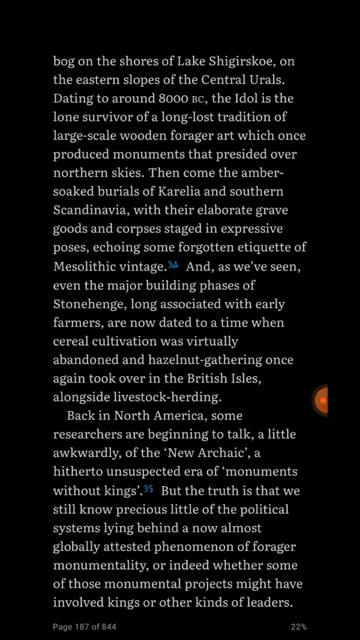 bog on the shores of Lake Shigirskoe, on
the eastern slopes of the Central Urals.
Dating to around 8000 BC, the Idol is the
lone survivor of a long-lost tradition of
large-scale wooden forager art which once
produced monuments that presided over
northern skies. Then come the amber-
soaked burials of Karelia and southern
Scandinavia, with their elaborate grave
goods and corpses staged in expressive
poses, echoing some forgotten etiquette of
Mesolithic vintage.34 And, as we’ve seen,
even the major building phases of
Stonehenge, long associated with early
farmers, are now dated to a time when
cereal cultivation was virtually
abandoned and hazelnut-gathering once
again took over in the British Isles,
alongside livestock-herding.
Back in North America, some
researchers are beginning to talk, a little
awkwardly, of the ‘New Archaic’, a
hitherto unsuspected era of ‘monuments
without kings’.35 But the truth is that we
still know precious little of the political
systems lying behind a now almost
globally attested phenomenon of forager
monumentality, or indeed whether some
of those monumental projects might have
involved kings or other kinds of leaders.
Page 187 of 844 22%